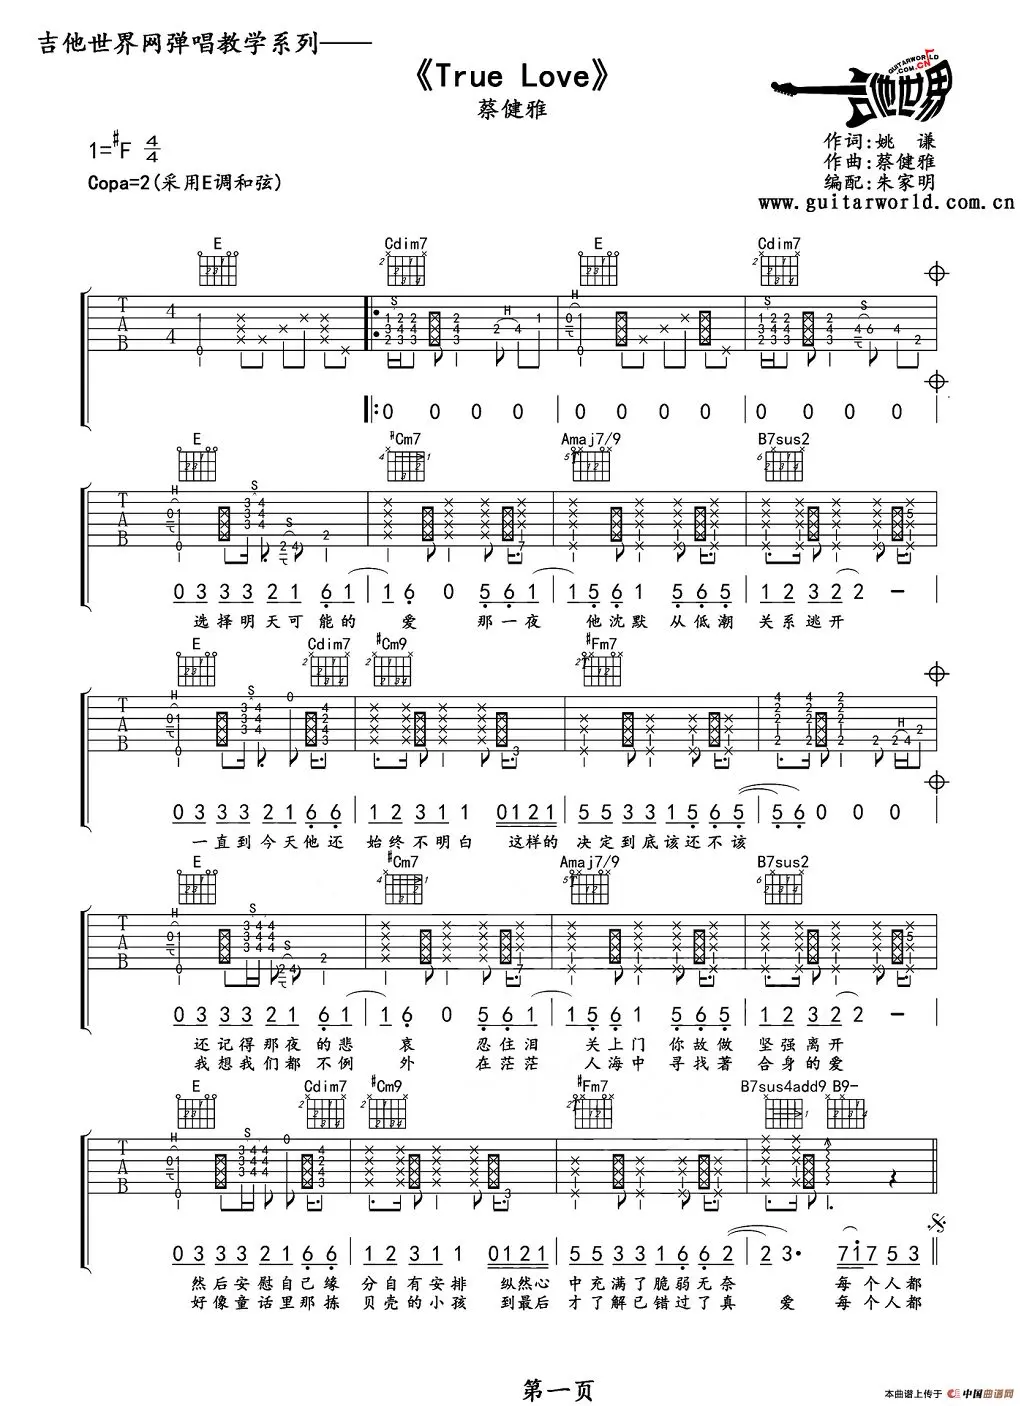 吉他世界网弹唱教学系列——
《True Love》
蔡健雅
GUITARWORLD
.COM.CN
吉他世界
1=#F 4/4
作词:姚 谦
作曲:蔡健雅
Copa=2(采用E调和弦)
编配:朱家明
www.guitarworld.com.cn
E Cdim7 E Cdim7
0 0 0 0 0 0 0 0 0 0 0 0
E #Cm7 Amaj7/9 B7sus2
0 3 3 3 2 1 6 1 1 6 0 5 6 1 1 5 6 1 5 6 5 1 2 3 2 2 -
选择明天可能的 爱 那一夜 他沈默 从低潮 关系逃开
E Cdim7 #Cm9 #Fm7
0 3 3 3 2 1 6 6 1 2 3 1 1 0 1 2 1 5 5 3 3 1 5 6 5 5 6 0 0 0
一直到今天他还 始终不明白 这样的 决定到底该还不该
E #Cm7 Amaj7/9 B7sus2
0 3 3 3 2 1 6 1 1 6 0 5 6 1 1 5 6 1 5 6 5 1 2 3 2 2 -
还记得那夜的悲 哀 忍住泪 关上门 你故做 坚强离开
我想我们都不例 外 在茫茫 人海中 寻找著 合身的爱
E Cdim7 #Cm9 #Fm7 B7sus4add9 B9-
0 3 3 3 2 1 6 6 1 2 3 1 1 0 1 2 1 5 5 3 3 1 6 6 2 2 3· 7 1 7 5 3
然后安慰自己缘 分自有安排 纵然心 中充满了脆弱无奈 每个人都
好像童话里那拣 贝壳的小孩 到最后 才了解已错过了真 爱 每个人都
第一页
本曲谱上传于 中国曲谱网